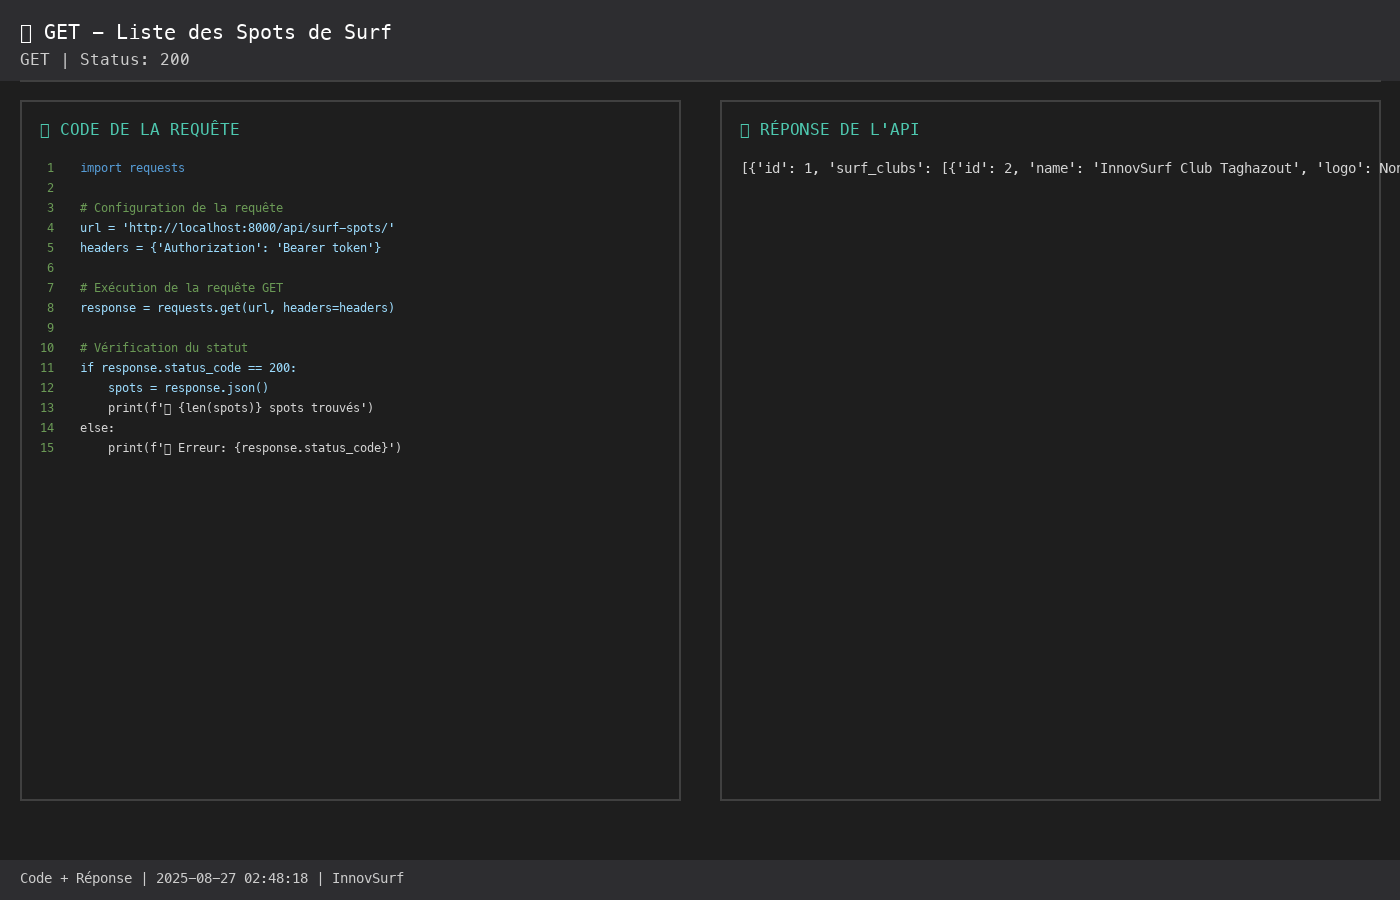 GET − Liste des Spots de Surf
GET | Status: 200
CODE DE LA REQUÊTE
1 import requests
2
3 # Configuration de la requête
4 url = 'http://localhost:8000/api/surf−spots/'
5 headers = {'Authorization': 'Bearer token'}
6
7 # Exécution de la requête GET
8 response = requests.get(url, headers=headers)
9
10 # Vérification du statut
11 if response.status_code == 200:
12     spots = response.json()
13     print(f'▯ {len(spots)} spots trouvés')
14 else:
15     print(f'▯ Erreur: {response.status_code}')
RÉPONSE DE L'API
[{'id': 1, 'surf_clubs': [{'id': 2, 'name': 'InnovSurf Club Taghazout', 'logo': Non
Code + Réponse | 2025−08−27 02:48:18 | InnovSurf